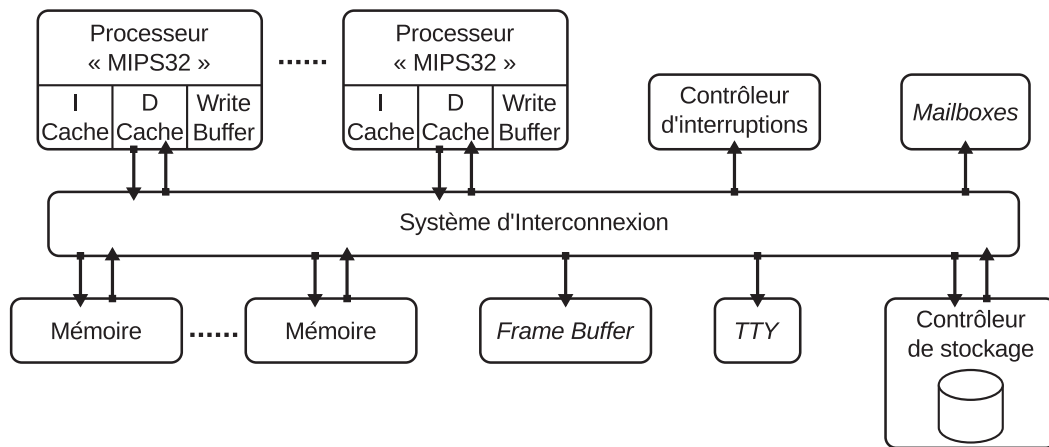 Processeur
« MIPS32 »
I
Cache
D
Cache
Write
Buffer
......
Processeur
« MIPS32 »
I
Cache
D
Cache
Write
Buffer
Contrôleur
d'interruptions
Mailboxes
Système d'Interconnexion
Mémoire
......
Mémoire
Frame Buffer
TTY
Contrôleur
de stockage